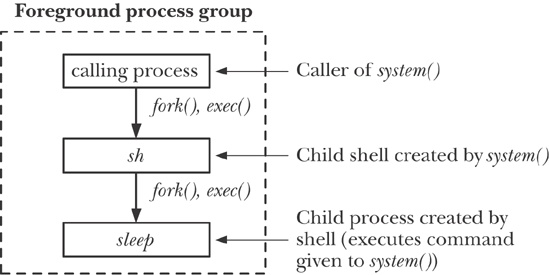 Foreground process group
calling process
Caller of system()
fork(), exec()
sh
Child shell created by system()
fork(), exec()
sleep
Child process created by
shell (executes command
given to system())